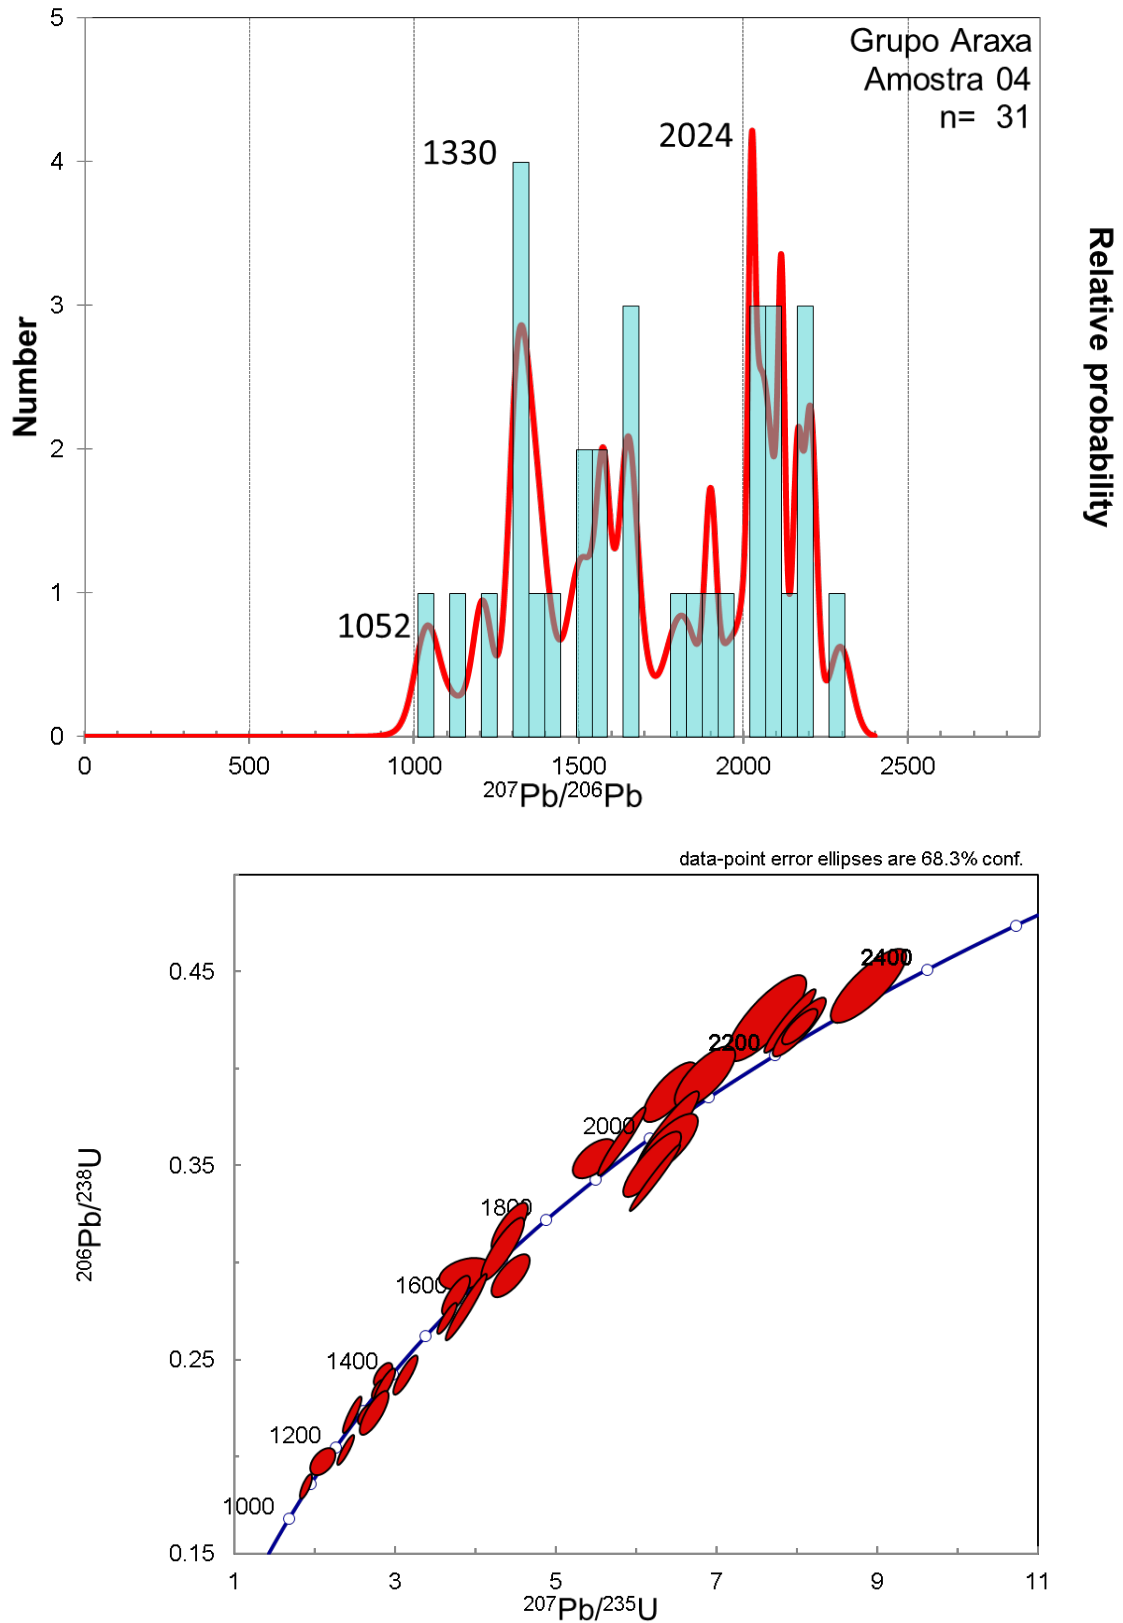 5
4
3
2
1
0
Number
Grupo Araxa
Amostra 04
n= 31
1330
2024
1052
Relative probability
0 500 1000 1500 2000 2500
207Pb/206Pb
data-point error ellipses are 68.3% conf.
0.45
0.35
0.25
0.15
206Pb/238U
2400
2200
2000
1800
1600
1400
1200
1000
1 3 5 7 9 11
207Pb/235U